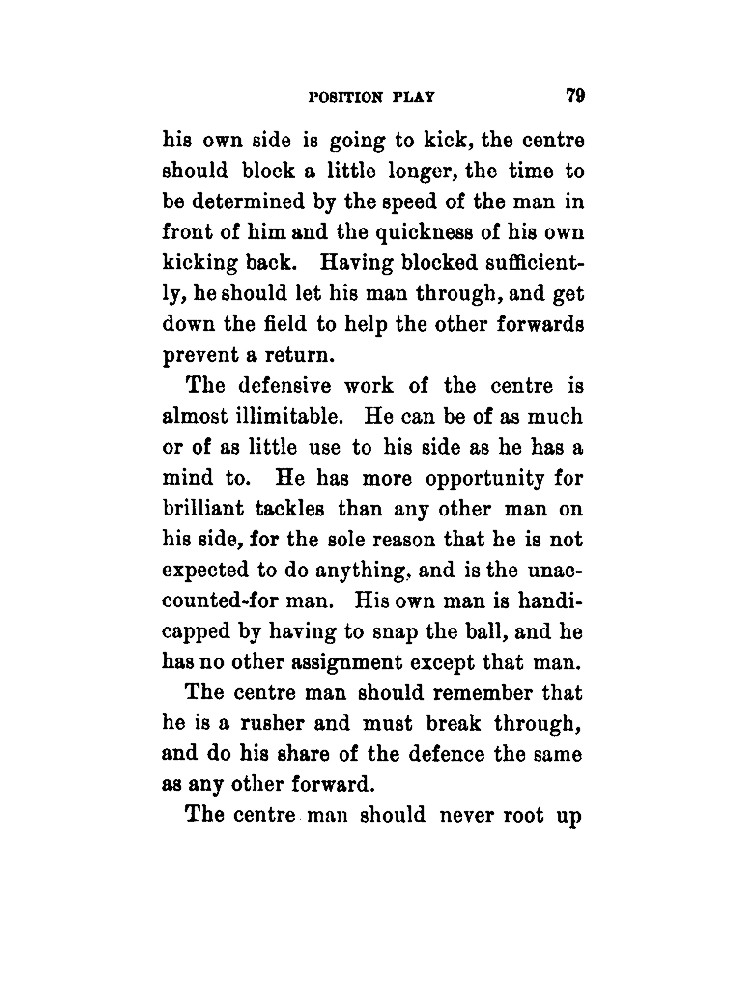 POSITION PLAY 79
his own side is going to kick, the centre
should block a little longer, the time to
be determined by the speed of the man in
front of him and the quickness of his own
kicking back. Having blocked sufficient-
ly, he should let his man through, and get
down the field to help the other forwards
prevent a return.
The defensive work of the centre is
almost illimitable. He can be of as much
or of as little use to his side as he has a
mind to. He has more opportunity for
brilliant tackles than any other man on
his side, for the sole reason that he is not
expected to do anything, and is the unac-
counted-for man. His own man is handi-
capped by having to snap the ball, and he
has no other assignment except that man.
The centre man should remember that
he is a rusher and must break through,
and do his share of the defence the same
as any other forward.
The centre man should never root up